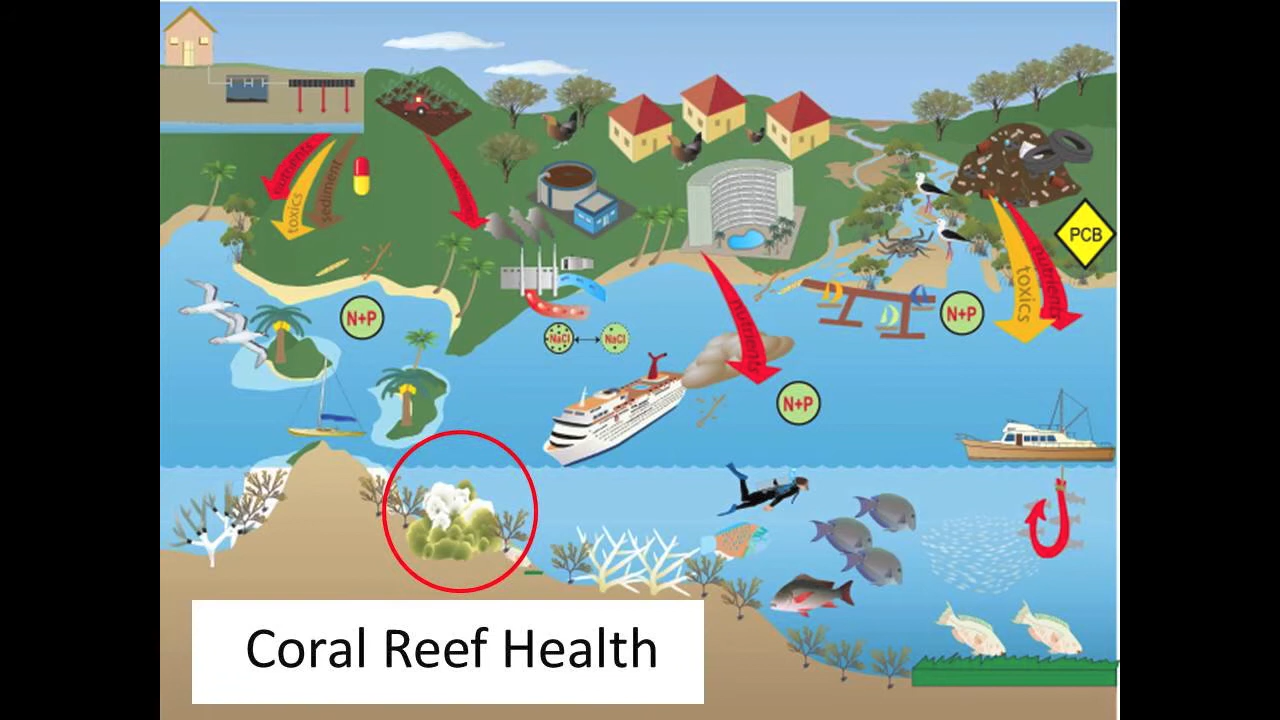 nutrients
toxics
sediment
nutrients
PCB
toxics
nutrients
N+P
N+P
NaCl
NaCl
nutrients
N+P
Coral Reef Health